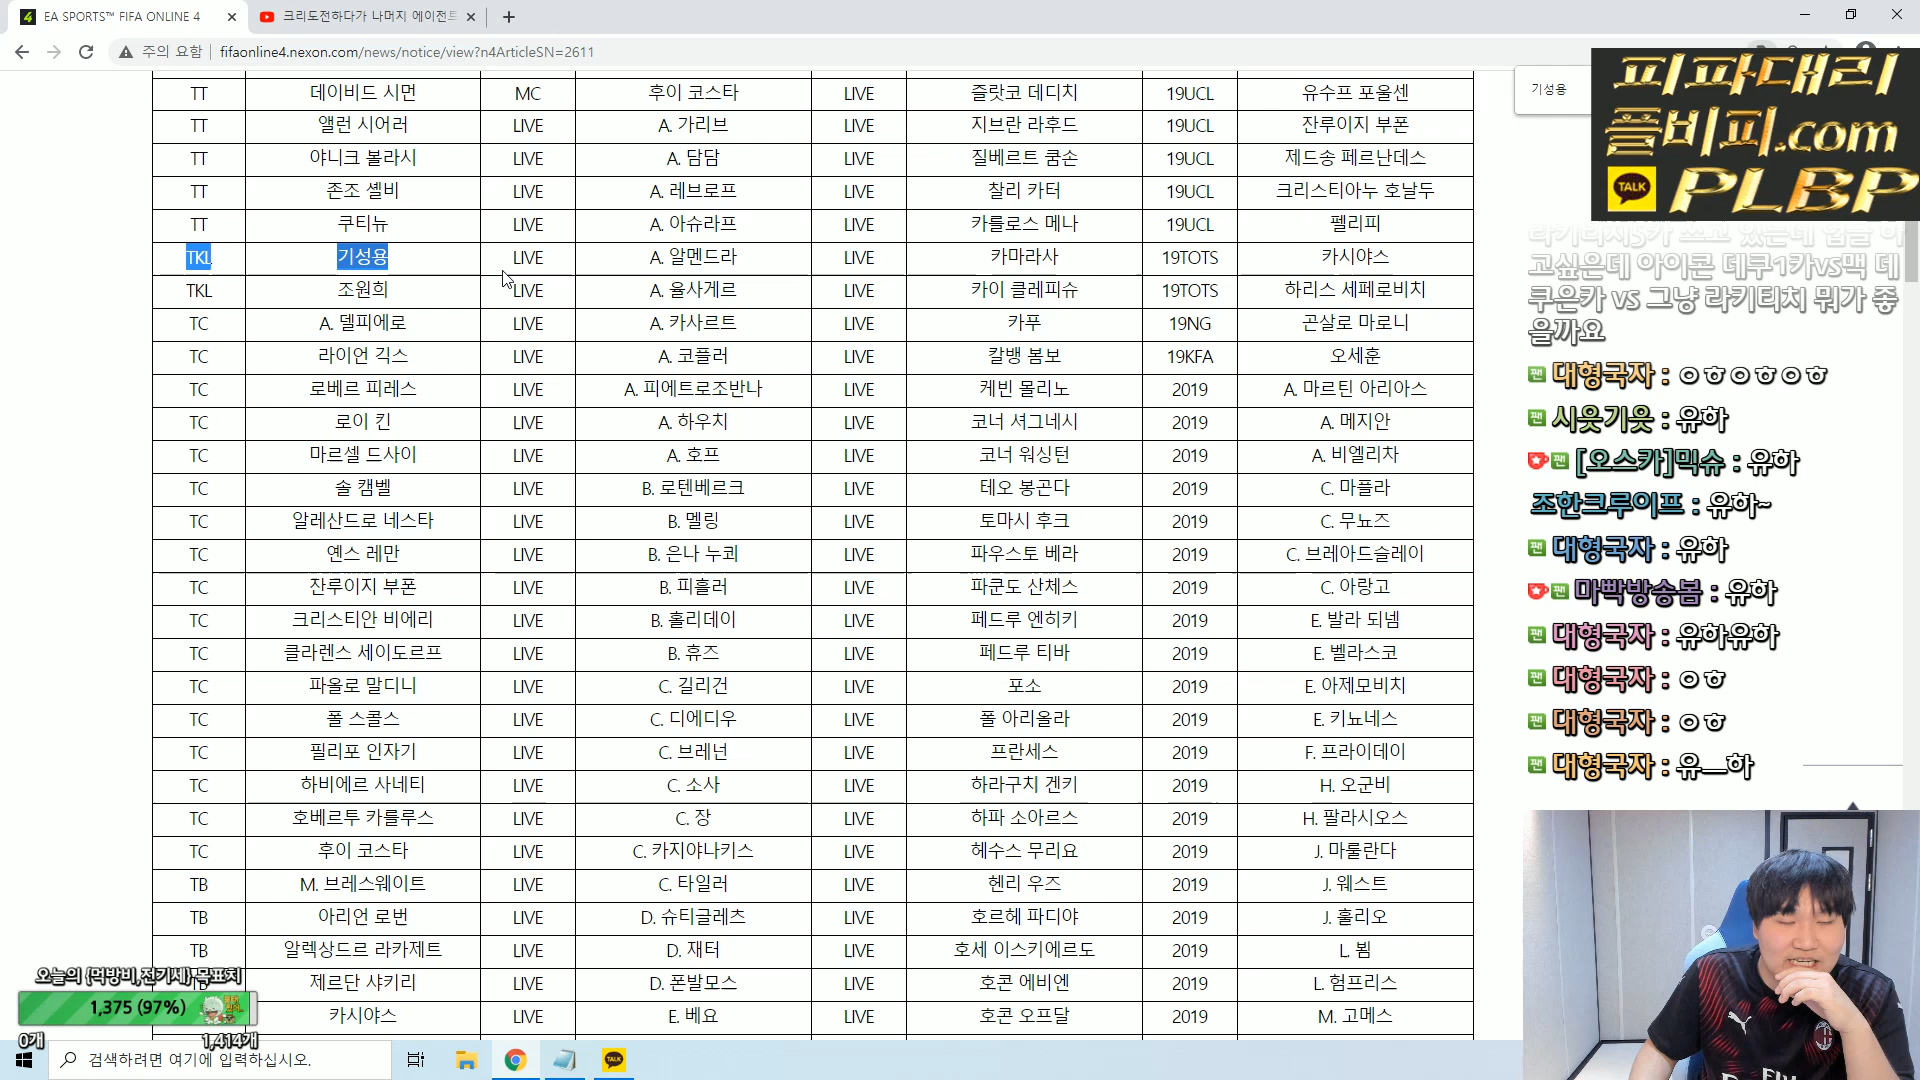 EA SPORTS™ FIFA ONLINE 4
크리도전하다가 나머지 에이전트
주의 요함
fifaonline4.nexon.com/news/notice/view?n4ArticleSN=2611
기성용
피파대리
플비피.com
TALK PLBP
TT 데이비드 시먼 MC 후이 코스타 LIVE 즐랏코 데디치 19UCL 유수프 포울센
TT 앨런 시어러 LIVE A. 가리브 LIVE 지브란 라후드 19UCL 잔루이지 부폰
TT 야니크 볼라시 LIVE A. 담담 LIVE 질베르트 쿰손 19UCL 제드송 페르난데스
TT 존조 셸비 LIVE A. 레브로프 LIVE 찰리 카터 19UCL 크리스티아누 호날두
TT 쿠티뉴 LIVE A. 아슈라프 LIVE 카를로스 메나 19UCL 펠리피
TKL 기성용 LIVE A. 알멘드라 LIVE 카마라사 19TOTS 카시야스
TKL 조원희 LIVE A. 율사게르 LIVE 카이 클레피슈 19TOTS 하리스 세페로비치
TC A. 델피에로 LIVE A. 카사르트 LIVE 카푸 19NG 곤살로 마로니
TC 라이언 긱스 LIVE A. 코플러 LIVE 칼뱅 봄보 19KFA 오세훈
TC 로베르 피레스 LIVE A. 피에트로조반나 LIVE 케빈 몰리노 2019 A. 마르틴 아리아스
TC 로이 킨 LIVE A. 하우치 LIVE 코너 셔그네시 2019 A. 메지안
TC 마르셀 드사이 LIVE A. 호프 LIVE 코너 워싱턴 2019 A. 비엘리차
TC 솔 캠벨 LIVE B. 로텐베르크 LIVE 테오 봉곤다 2019 C. 마플라
TC 알레산드로 네스타 LIVE B. 멜링 LIVE 토마시 후크 2019 C. 무뇨즈
TC 옌스 레만 LIVE B. 은나 누쾨 LIVE 파우스토 베라 2019 C. 브레아드슬레이
TC 잔루이지 부폰 LIVE B. 피흘러 LIVE 파쿤도 산체스 2019 C. 아랑고
TC 크리스티안 비에리 LIVE B. 홀리데이 LIVE 페드루 엔히키 2019 E. 발라 되넴
TC 클라렌스 세이도르프 LIVE B. 휴즈 LIVE 페드루 티바 2019 E. 벨라스코
TC 파올로 말디니 LIVE C. 길리건 LIVE 포소 2019 E. 아제모비치
TC 폴 스콜스 LIVE C. 디에디우 LIVE 폴 아리올라 2019 E. 키뇨네스
TC 필리포 인자기 LIVE C. 브레넌 LIVE 프란세스 2019 F. 프라이데이
TC 하비에르 사네티 LIVE C. 소사 LIVE 하라구치 겐키 2019 H. 오군비
TC 호베르투 카를루스 LIVE C. 장 LIVE 하파 소아르스 2019 H. 팔라시오스
TC 후이 코스타 LIVE C. 카지야나키스 LIVE 헤수스 무리요 2019 J. 마룰란다
TB M. 브레스웨이트 LIVE C. 타일러 LIVE 헨리 우즈 2019 J. 웨스트
TB 아리언 로번 LIVE D. 슈티글레츠 LIVE 호르헤 파디야 2019 J. 훌리오
TB 알렉상드르 라카제트 LIVE D. 재터 LIVE 호세 이스키에르도 2019 L. 뵘
제르단 샤키리 LIVE D. 폰발모스 LIVE 호콘 에비엔 2019 L. 험프리스
카시야스 LIVE E. 베요 LIVE 호콘 오프달 2019 M. 고메스
라키티치3카 쓰고 있는데 엄블 하
고싶은데 아이콘 데쿠1카vs맥 데
쿠은카 vs 그냥 라키티치 뭐가 좋
을까요
팬 대형국자 : ㅇㅎㅇㅎㅇㅎ
팬 시읏기읏 : 유하
팬 [오스카]믹슈 : 유하
조한크루이프 : 유하~
팬 대형국자 : 유하
팬 마빡방송봄 : 유하
팬 대형국자 : 유하유하
팬 대형국자 : ㅇㅎ
팬 대형국자 : ㅇㅎ
팬 대형국자 : 유ㅡ하
오늘의 {먹방비,전기세} 목표치
1,375 (97%)
0개 1,414개
검색하려면 여기에 입력하십시오.
TALK